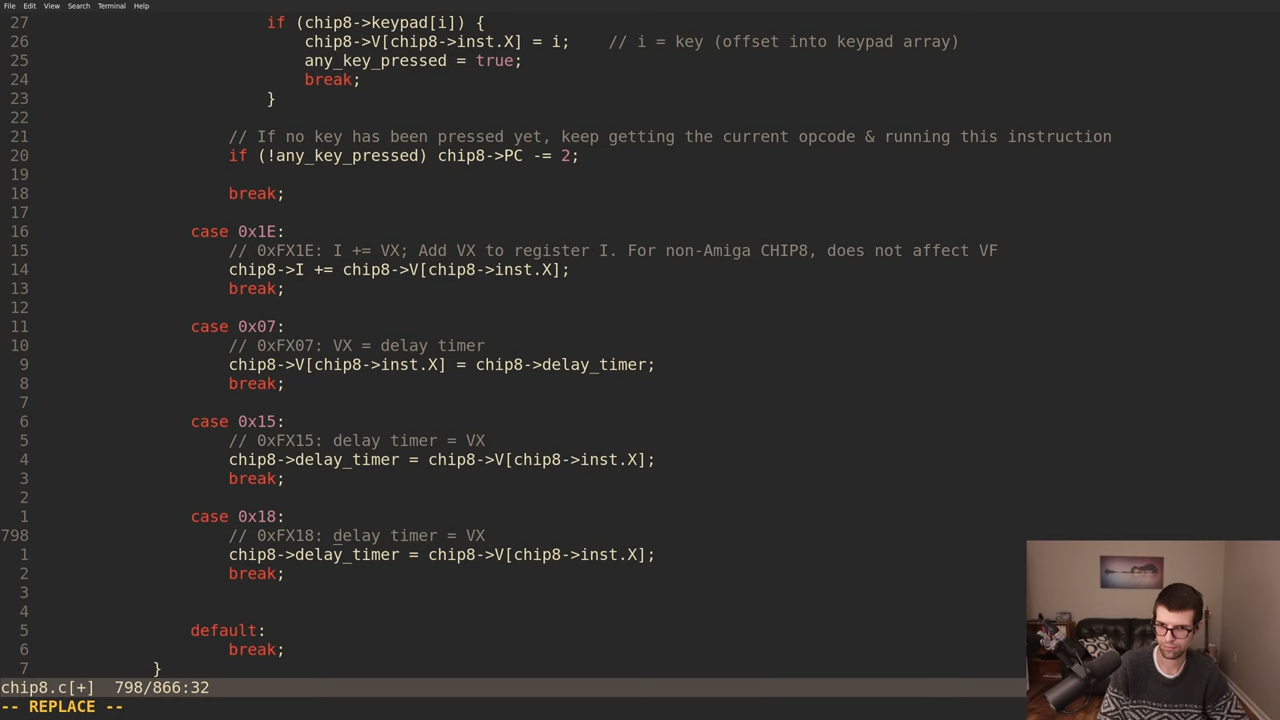 File Edit View Search Terminal Help
27 if (chip8->keypad[i]) {
26 chip8->V[chip8->inst.X] = i; // i = key (offset into keypad array)
25 any_key_pressed = true;
24 break;
23 }
22
21 // If no key has been pressed yet, keep getting the current opcode & running this instruction
20 if (!any_key_pressed) chip8->PC -= 2;
19
18 break;
17
16 case 0x1E:
15 // 0xFX1E: I += VX; Add VX to register I. For non-Amiga CHIP8, does not affect VF
14 chip8->I += chip8->V[chip8->inst.X];
13 break;
12
11 case 0x07:
10 // 0xFX07: VX = delay timer
9 chip8->V[chip8->inst.X] = chip8->delay_timer;
8 break;
7
6 case 0x15:
5 // 0xFX15: delay timer = VX
4 chip8->delay_timer = chip8->V[chip8->inst.X];
3 break;
2
1 case 0x18:
798 // 0xFX18: delay timer = VX
1 chip8->delay_timer = chip8->V[chip8->inst.X];
2 break;
3
4
5 default:
6 break;
7 }
chip8.c[+] 798/866:32
-- REPLACE --